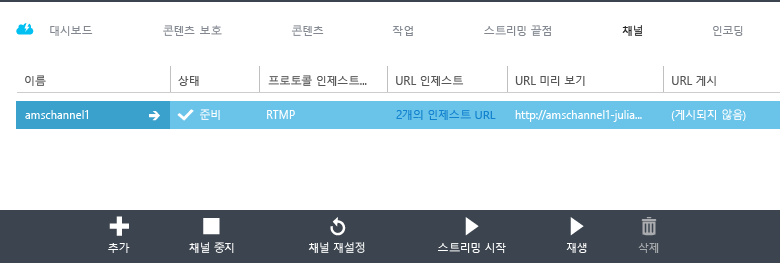 대시보드 콘텐츠 보호 콘텐츠 작업 스트리밍 끝점 채널 인코딩
이름 상태 프로토콜 인제스트... URL 인제스트 URL 미리 보기 URL 게시
amschannel1 준비 RTMP 2개의 인제스트 URL http://amschannel1-julia... (게시되지 않음)
추가 채널 중지 채널 재설정 스트리밍 시작 재생 삭제